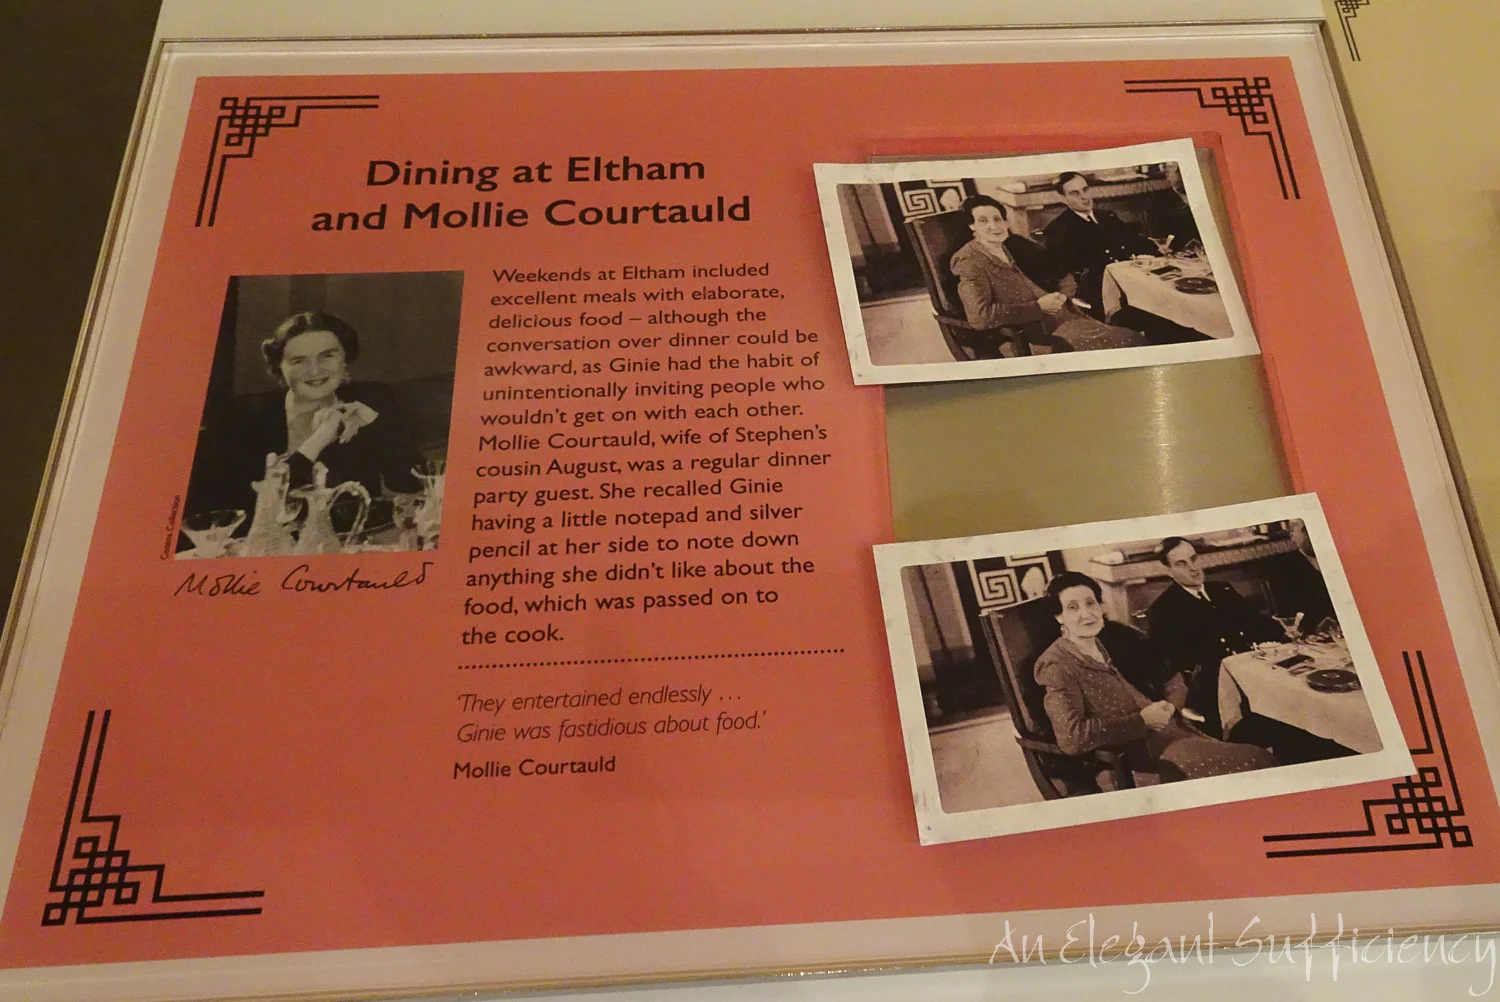 Dining at Eltham
and Mollie Courtauld
Weekends at Eltham included
excellent meals with elaborate,
delicious food – although the
conversation over dinner could be
awkward, as Ginie had the habit of
unintentionally inviting people who
wouldn't get on with each other.
Mollie Courtauld, wife of Stephen's
cousin August, was a regular dinner
party guest. She recalled Ginie
having a little notepad and silver
pencil at her side to note down
anything she didn't like about the
food, which was passed on to
the cook.
'They entertained endlessly …
Ginie was fastidious about food.'
Mollie Courtauld
Collection
Mollie Courtauld
An Elegant Sufficiency